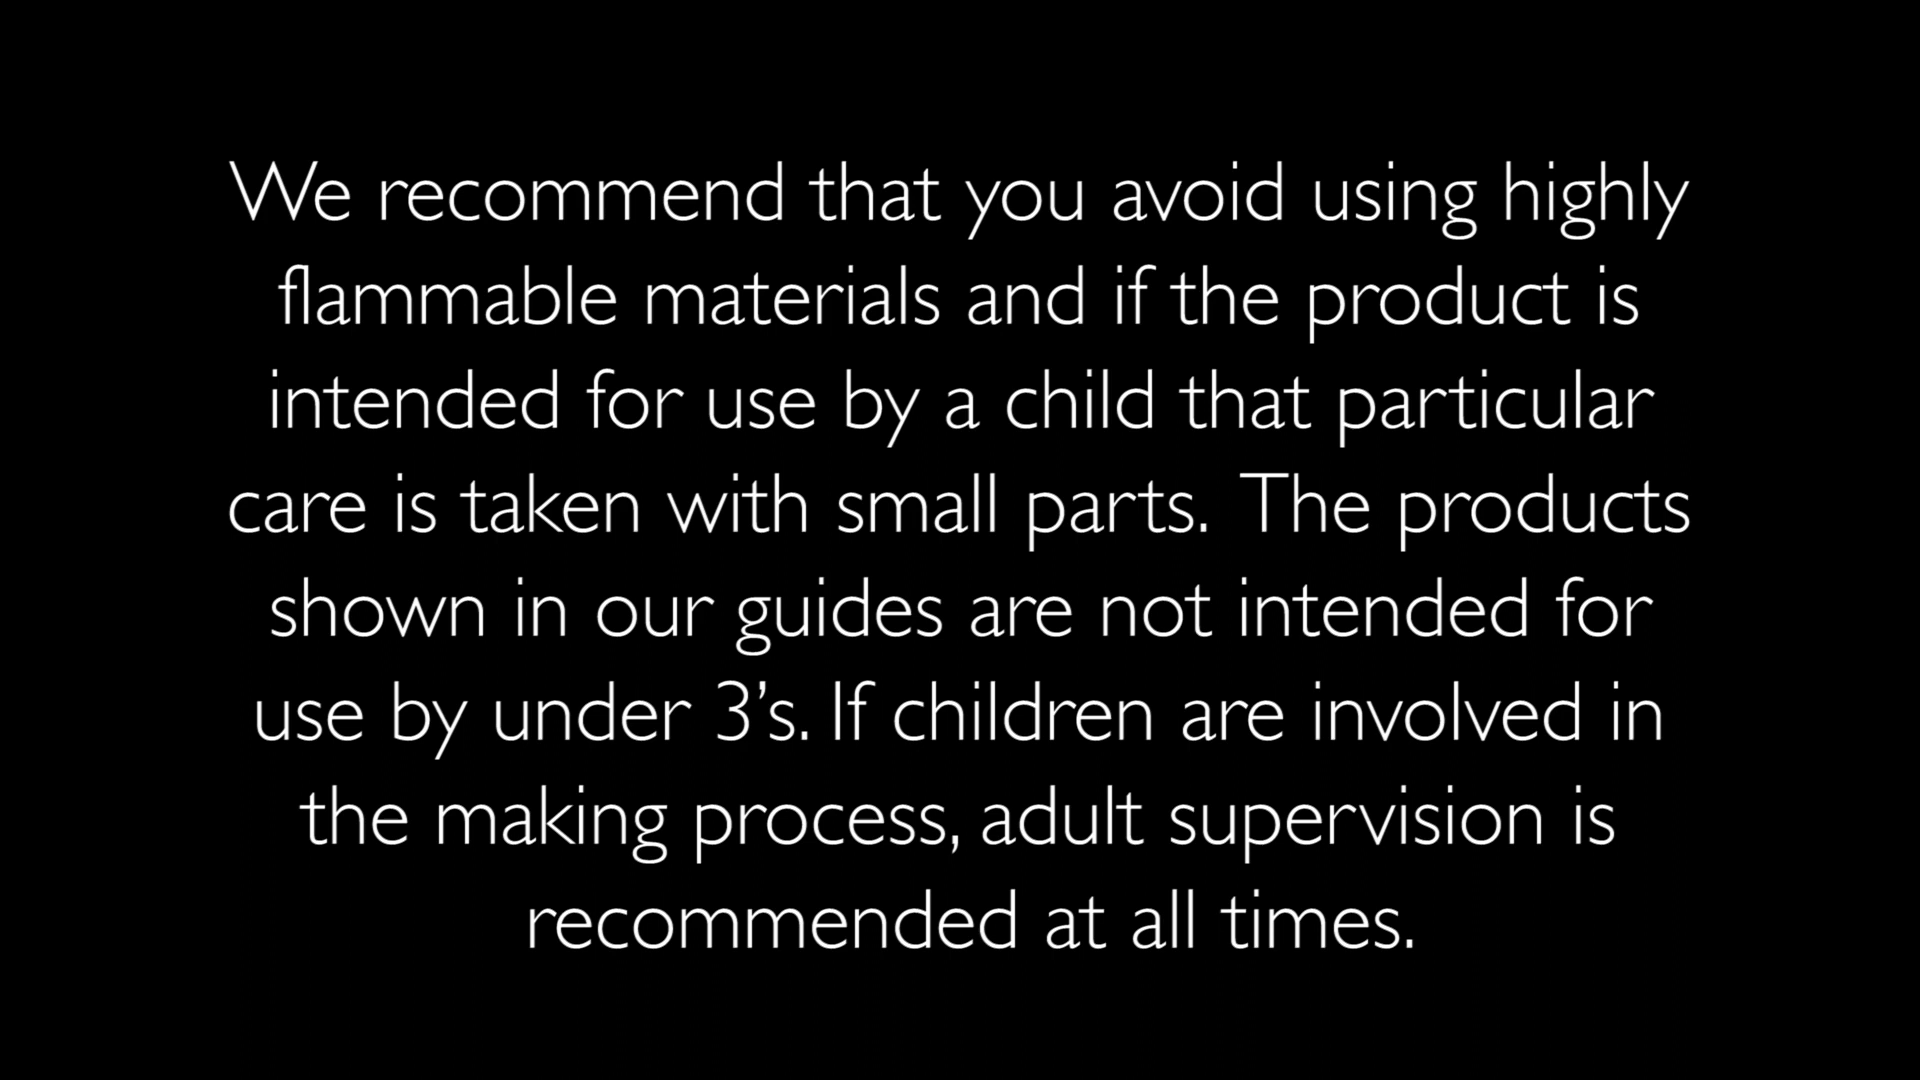 We recommend that you avoid using highly
flammable materials and if the product is
intended for use by a child that particular
care is taken with small parts. The products
shown in our guides are not intended for
use by under 3’s. If children are involved in
the making process, adult supervision is
recommended at all times.